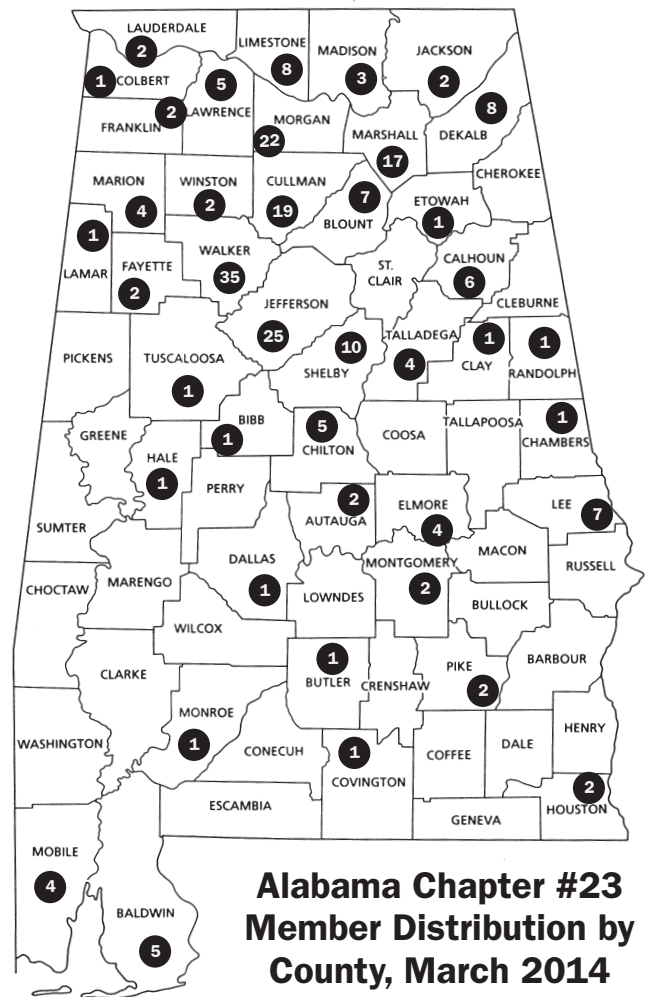 LAUDERDALE
2
LIMESTONE
8
MADISON
3
JACKSON
2
1 COLBERT
5
LAWRENCE
8
DEKALB
2
FRANKLIN
MORGAN
22
MARSHALL
17
CHEROKEE
MARION
4
WINSTON
2
CULLMAN
19
7
BLOUNT
ETOWAH
1
1
LAMAR
FAYETTE
2
WALKER
35
ST.
CLAIR
CALHOUN
6
CLEBURNE
JEFFERSON
25
PICKENS
TUSCALOOSA
1
10
SHELBY
TALLADEGA
4
1
CLAY
1
RANDOLPH
GREENE
HALE
1
BIBB
1
5
CHILTON
COOSA
TALLAPOOSA
1
CHAMBERS
PERRY
2
AUTAUGA
ELMORE
4
LEE
7
SUMTER
DALLAS
1
MONTGOMERY
2
MACON
RUSSELL
CHOCTAW
MARENGO
LOWNDES
BULLOCK
WILCOX
CLARKE
1
BUTLER
CRENSHAW
PIKE
2
BARBOUR
WASHINGTON
MONROE
1
CONECUH
1
COVINGTON
COFFEE
DALE
HENRY
2
HOUSTON
ESCAMBIA
GENEVA
MOBILE
4
BALDWIN
5
Alabama Chapter #23
Member Distribution by
County, March 2014